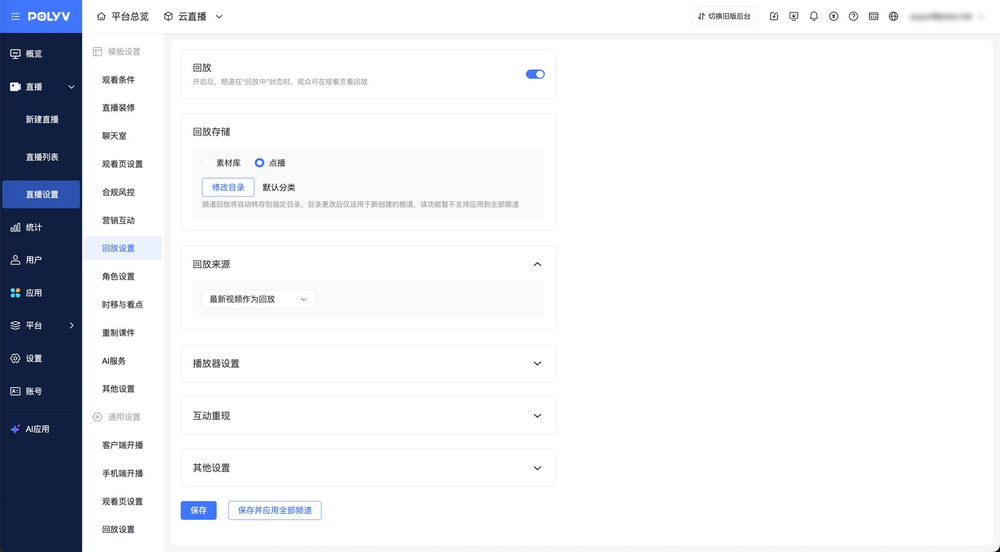 POLYV
平台总览
云直播
切换旧版后台
概览
直播
新建直播
直播列表
直播设置
统计
用户
应用
平台
设置
账号
AI应用
模板设置
观看条件
直播装修
聊天室
观看页设置
合规风控
营销互动
回放设置
角色设置
时移与看点
重制课件
AI服务
其他设置
通用设置
客户端开播
手机端开播
观看页设置
回放设置
回放
开启后，频道在“回放中”状态时，观众可在观看页看回放
回放存储
素材库
点播
修改目录
默认分类
频道回放将自动转存到指定目录，目录更改后仅适用于新创建的频道，该功能暂不支持应用到全部频道
回放来源
最新视频作为回放
播放器设置
互动重现
其他设置
保存
保存并应用全部频道